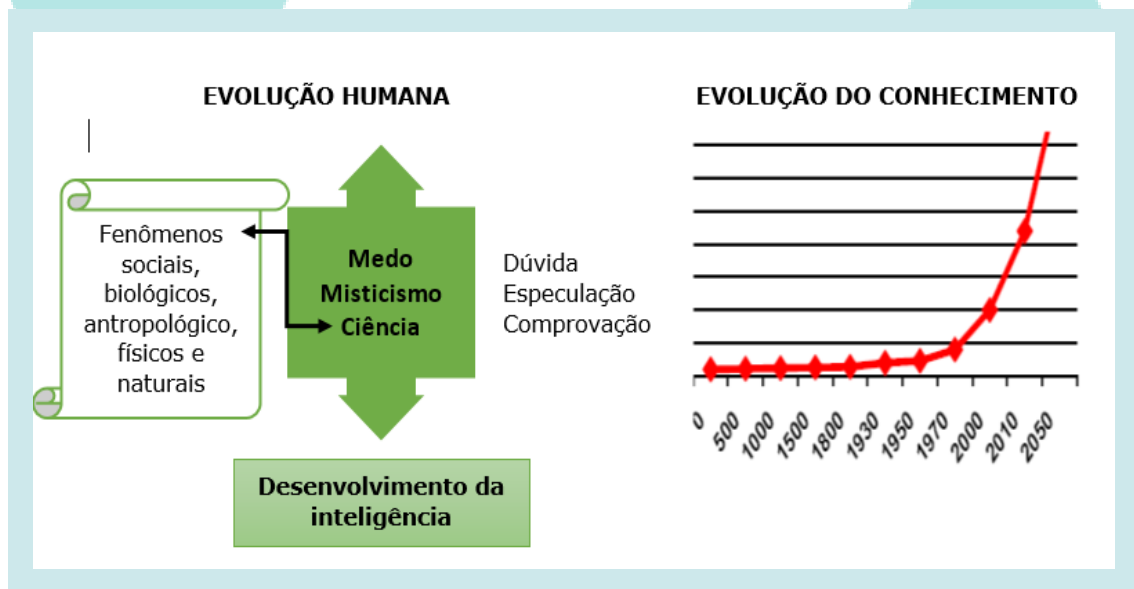 EVOLUÇÃO HUMANA
Fenômenos
sociais,
biológicos,
antropológico,
físicos e
naturais
Medo
Misticismo
Ciência
Dúvida
Especulação
Comprovação
Desenvolvimento da
inteligência
EVOLUÇÃO DO CONHECIMENTO
0
500
1000
1500
1800
1930
1950
1970
2000
2010
2050